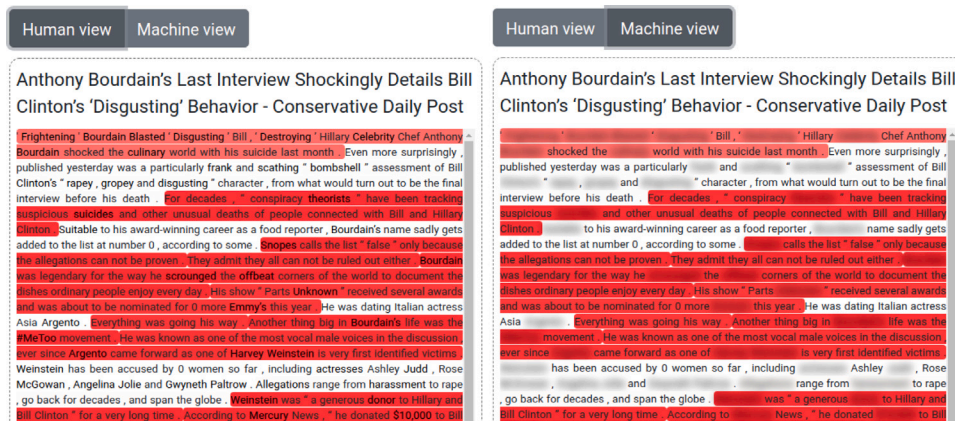 Human view Machine view
Anthony Bourdain's Last Interview Shockingly Details Bill
Clinton's 'Disgusting' Behavior - Conservative Daily Post
' Frightening ' Bourdain Blasted ' Disgusting ' Bill , ' Destroying ' Hillary Celebrity Chef Anthony
Bourdain shocked the culinary world with his suicide last month . Even more surprisingly ,
published yesterday was a particularly frank and scathing " bombshell " assessment of Bill
Clinton's " rapey , gropey and disgusting " character , from what would turn out to be the final
interview before his death . For decades , " conspiracy theorists " have been tracking
suspicious suicides and other unusual deaths of people connected with Bill and Hillary
Clinton . Suitable to his award-winning career as a food reporter , Bourdain's name sadly gets
added to the list at number 0 , according to some . Snopes calls the list " false " only because
the allegations can not be proven . They admit they all can not be ruled out either . Bourdain
was legendary for the way he scrounged the offbeat corners of the world to document the
dishes ordinary people enjoy every day . His show " Parts Unknown " received several awards
and was about to be nominated for 0 more Emmy's this year . He was dating Italian actress
Asia Argento . Everything was going his way . Another thing big in Bourdain's life was the
#MeToo movement . He was known as one of the most vocal male voices in the discussion ,
ever since Argento came forward as one of Harvey Weinstein is very first identified victims .
Weinstein has been accused by 0 women so far , including actresses Ashley Judd , Rose
McGowan , Angelina Jolie and Gwyneth Paltrow . Allegations range from harassment to rape
, go back for decades , and span the globe . Weinstein was " a generous donor to Hillary and
Bill Clinton " for a very long time . According to Mercury News , " he donated $10,000 to Bill
Human view Machine view
Anthony Bourdain's Last Interview Shockingly Details Bill
Clinton's 'Disgusting' Behavior - Conservative Daily Post
' ' ' Bill , ' ' Hillary Chef Anthony
shocked the world with his suicide last month . Even more surprisingly ,
published yesterday was a particularly and " " assessment of Bill
" , and " character , from what would turn out to be the final
interview before his death . For decades , " conspiracy " have been tracking
suspicious and other unusual deaths of people connected with Bill and Hillary
Clinton . to his award-winning career as a food reporter , name sadly gets
added to the list at number 0 , according to some . calls the list " false " only because
the allegations can not be proven . They admit they all can not be ruled out either .
was legendary for the way he the corners of the world to document the
dishes ordinary people enjoy every day . His show " Parts " received several awards
and was about to be nominated for 0 more this year . He was dating Italian actress
Asia . Everything was going his way . Another thing big in life was the
movement . He was known as one of the most vocal male voices in the discussion ,
ever since came forward as one of is very first identified victims .
has been accused by 0 women so far , including Ashley , Rose
, and . range from to rape
, go back for decades , and span the globe . was " a generous to Hillary and
Bill Clinton " for a very long time . According to News , " he donated to Bill